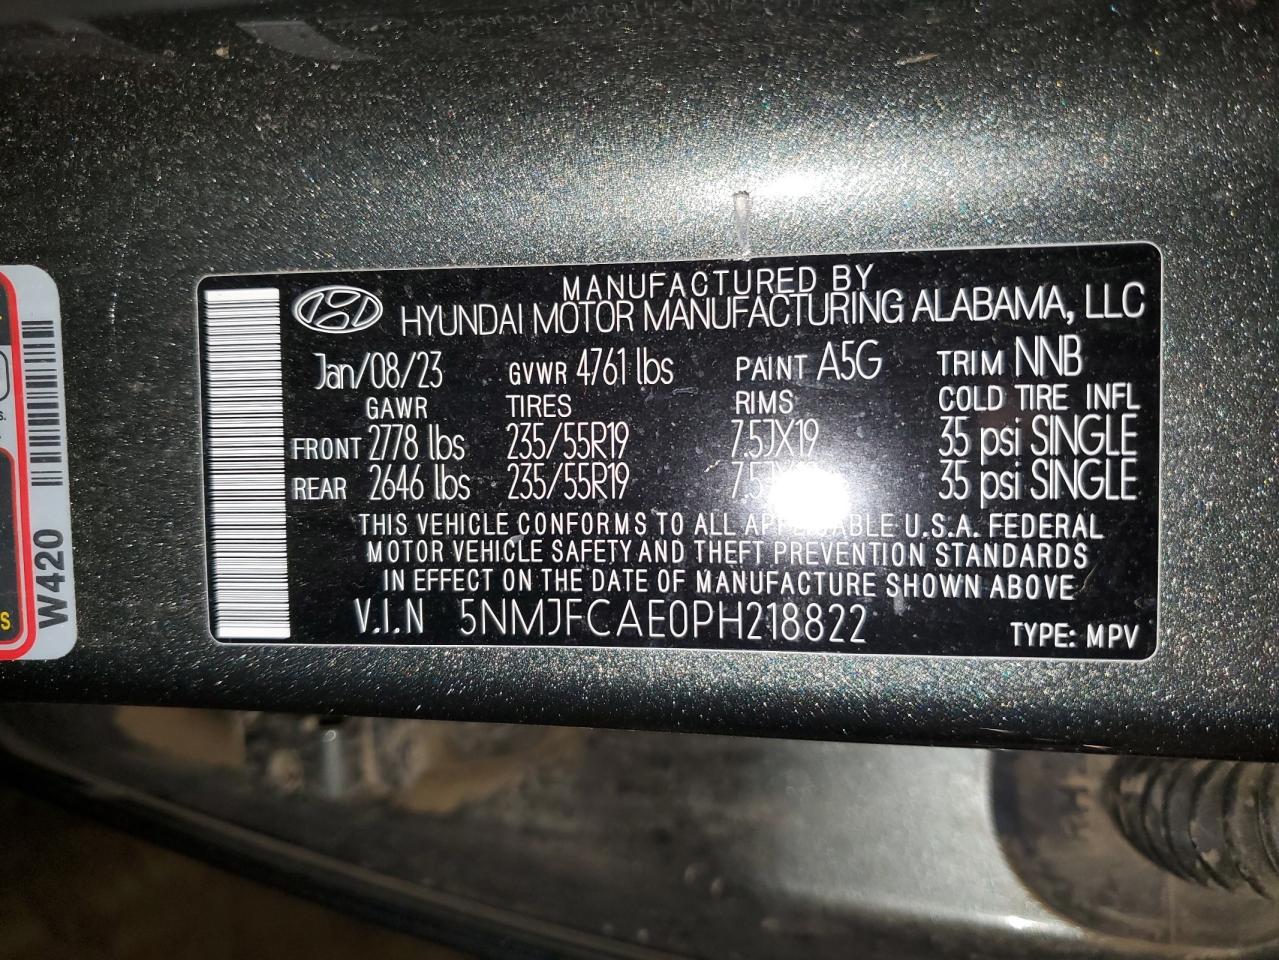 MANUFACTURED BY
HYUNDAI MOTOR MANUFACTURING ALABAMA, LLC
Jan/08/23 GVWR 4761 lbs PAINT A5G TRIM NNB
GAWR TIRES RIMS COLD TIRE INFL
FRONT 2778 lbs 235/55R19 7.5JX19 35 psi SINGLE
REAR 2646 lbs 235/55R19 35 psi SINGLE
THIS VEHICLE CONFORMS TO ALL U.S.A. FEDERAL
MOTOR VEHICLE SAFETY AND THEFT PREVENTION STANDARDS
IN EFFECT ON THE DATE OF MANUFACTURE SHOWN ABOVE
V.I.N 5NMJFCAE0PH218822 TYPE: MPV
W420